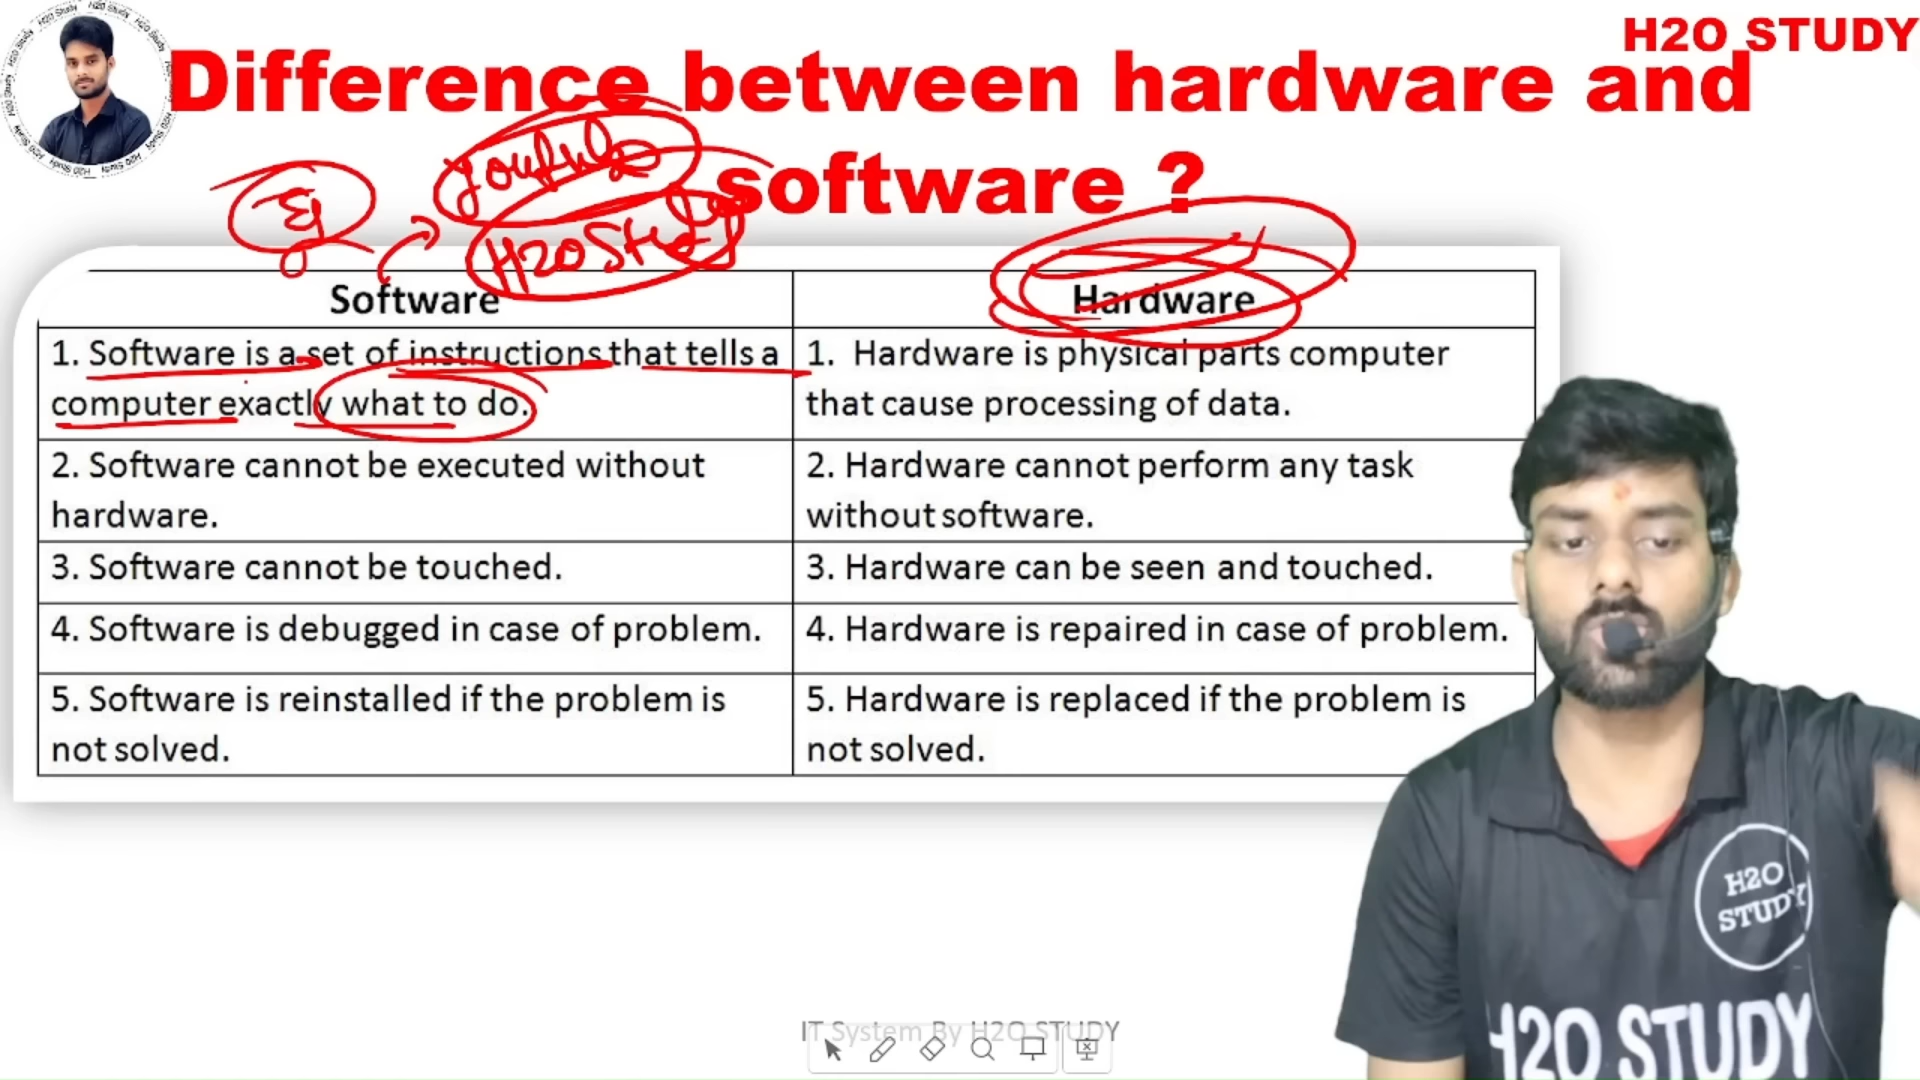 H2O STUDY
Difference between hardware and
software ?
Youtube
Eg
H2O Study
Software
Hardware
1. Software is a set of instructions that tells a
computer exactly what to do.
1. Hardware is physical parts computer
that cause processing of data.
2. Software cannot be executed without
hardware.
2. Hardware cannot perform any task
without software.
3. Software cannot be touched.
3. Hardware can be seen and touched.
4. Software is debugged in case of problem.
4. Hardware is repaired in case of problem.
5. Software is reinstalled if the problem is
not solved.
5. Hardware is replaced if the problem is
not solved.
H2O
STUDY
H2O STUDY
IT System By H2O STUDY